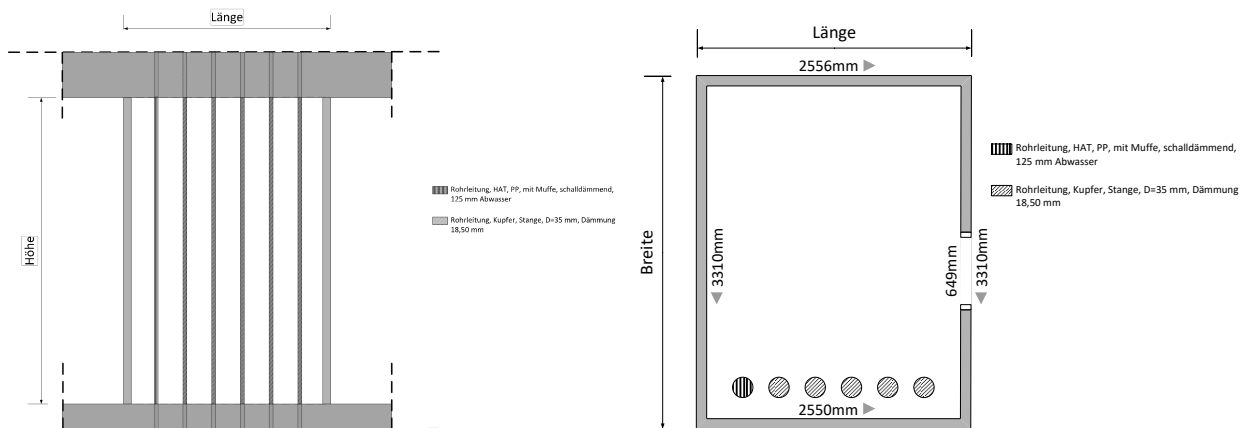 Länge
Höhe
Rohrleitung, HAT, PP, mit Muffe, schalldämmend,
125 mm Abwasser
Rohrleitung, Kupfer, Stange, D=35 mm, Dämmung
18,50 mm
Länge
2556mm
Breite
3310mm
649mm
3310mm
2550mm
Rohrleitung, HAT, PP, mit Muffe, schalldämmend,
125 mm Abwasser
Rohrleitung, Kupfer, Stange, D=35 mm, Dämmung
18,50 mm